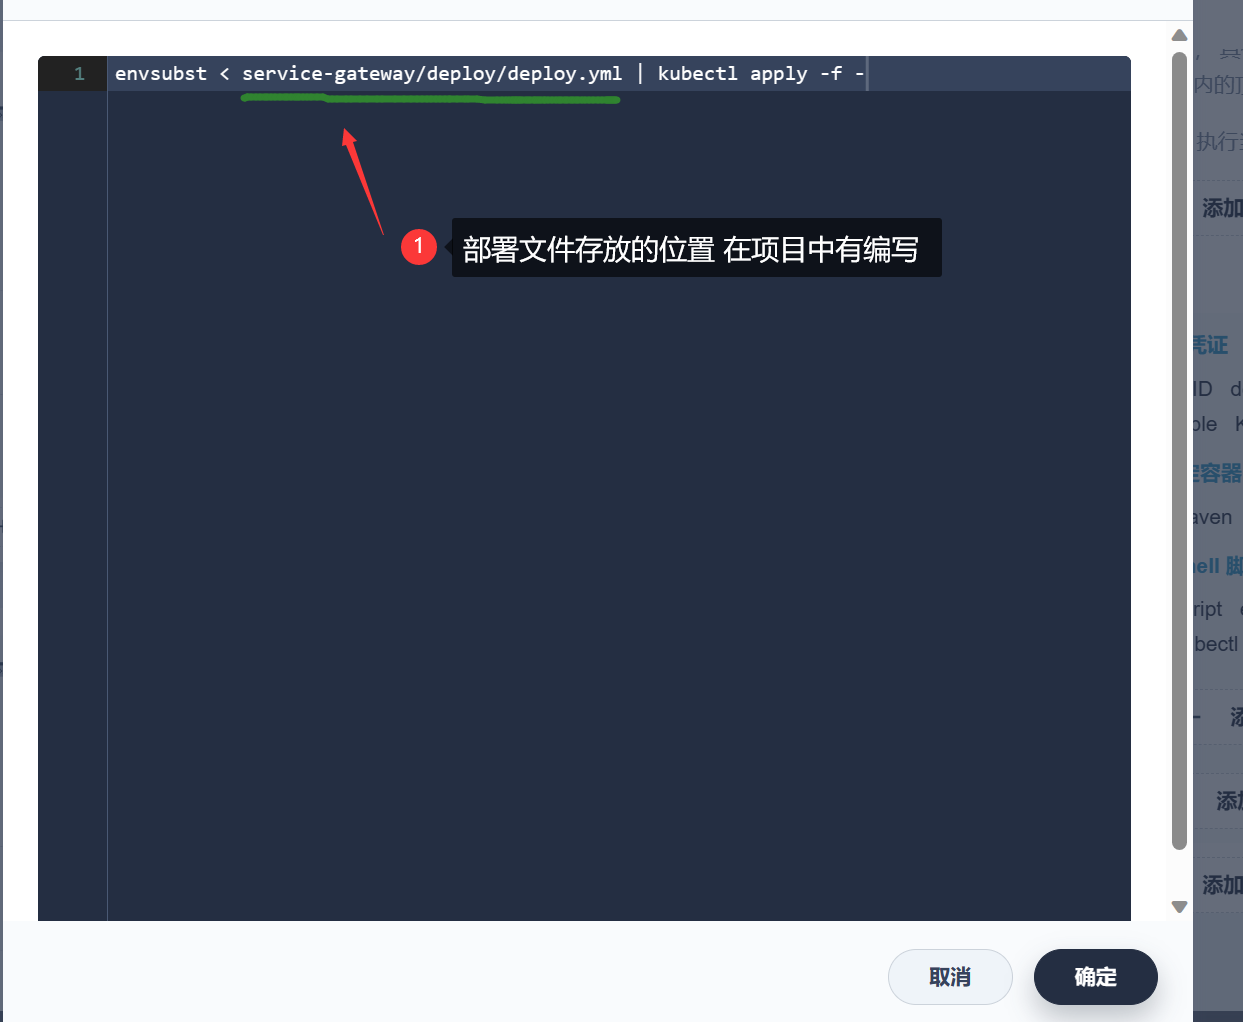 1 envsubst < service-gateway/deploy/deploy.yml | kubectl apply -f -
1 部署文件存放的位置 在项目中有编写
内的
执行
添加
凭证
ID d
ble K
容器
aven
ell 脚
ript e
bectl
添
添加
添加
取消
确定